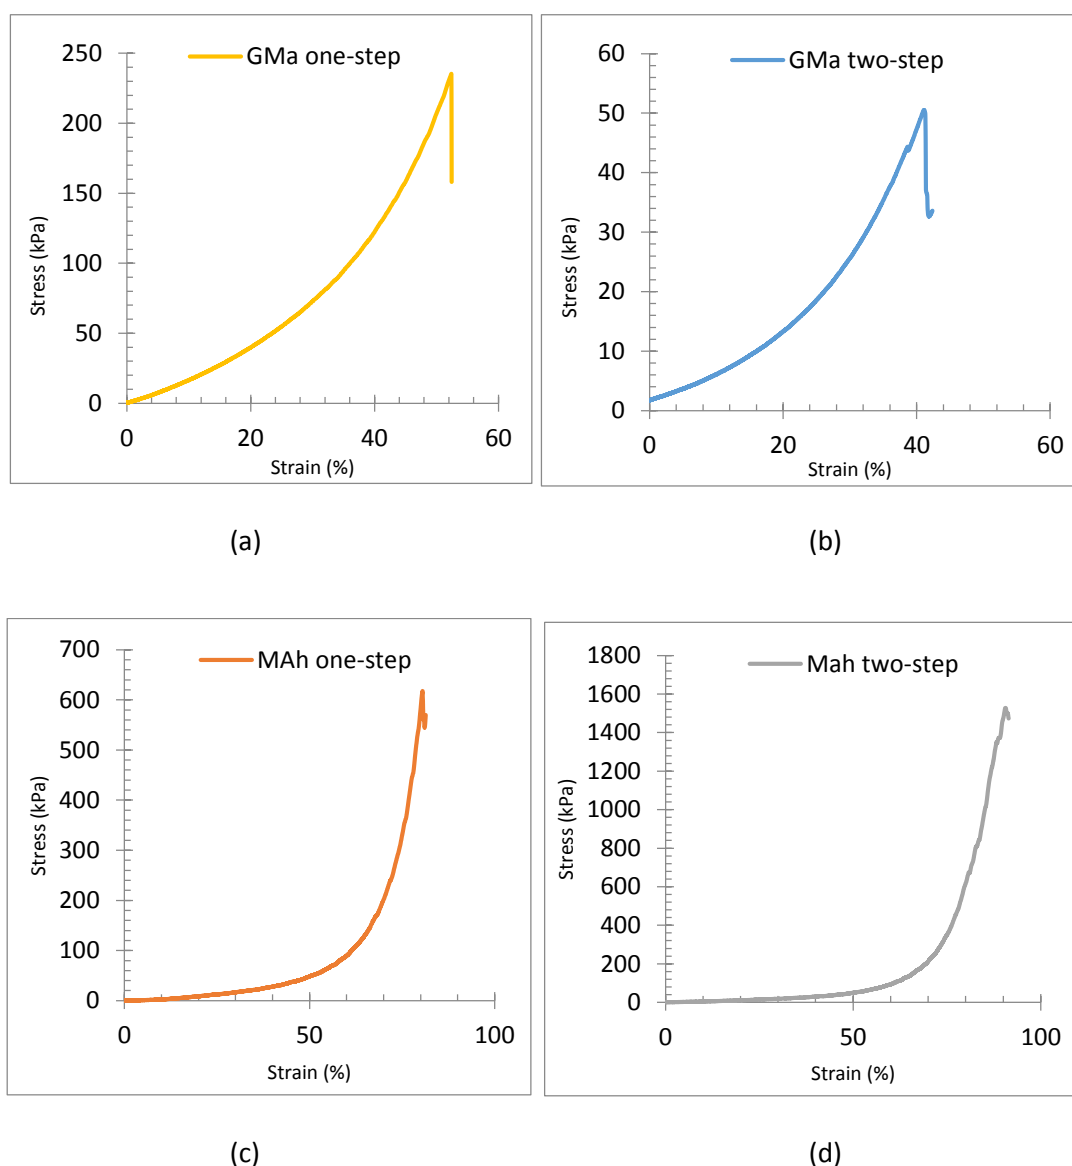 GMa one-step
250
200
150
100
50
0
Stress (kPa)
0 20 40 60
Strain (%)
(a)
GMa two-step
60
50
40
30
20
10
0
Stress (kPa)
0 20 40 60
Strain (%)
(b)
MAh one-step
700
600
500
400
300
200
100
0
Stress (kPa)
0 50 100
Strain (%)
(c)
Mah two-step
1800
1600
1400
1200
1000
800
600
400
200
0
Stress (kPa)
0 50 100
Strain (%)
(d)